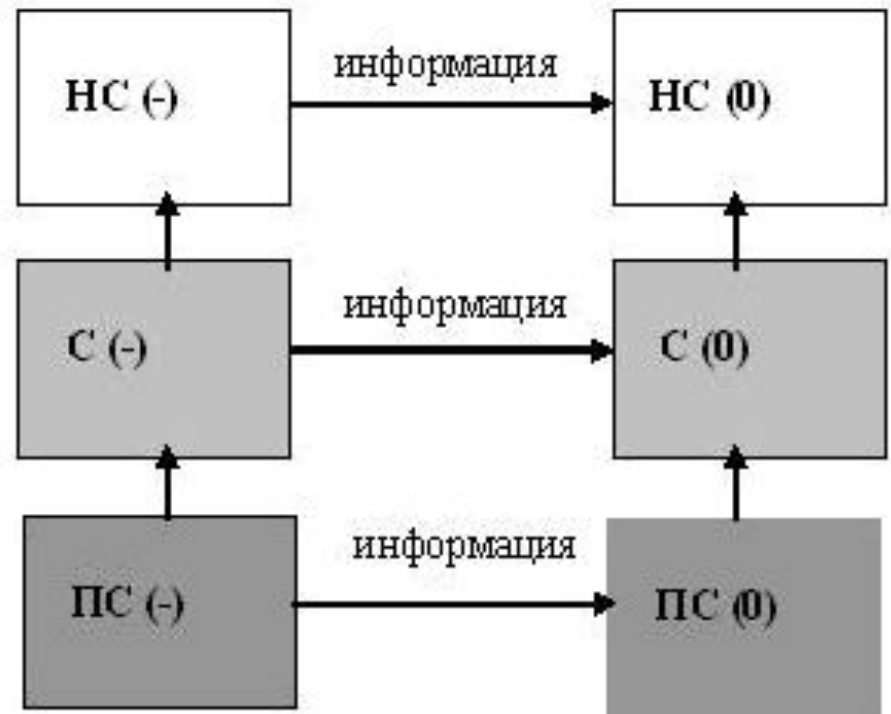 информация
НС (-)
НС (0)
информация
С (-)
С (0)
информация
ПС (-)
ПС (0)